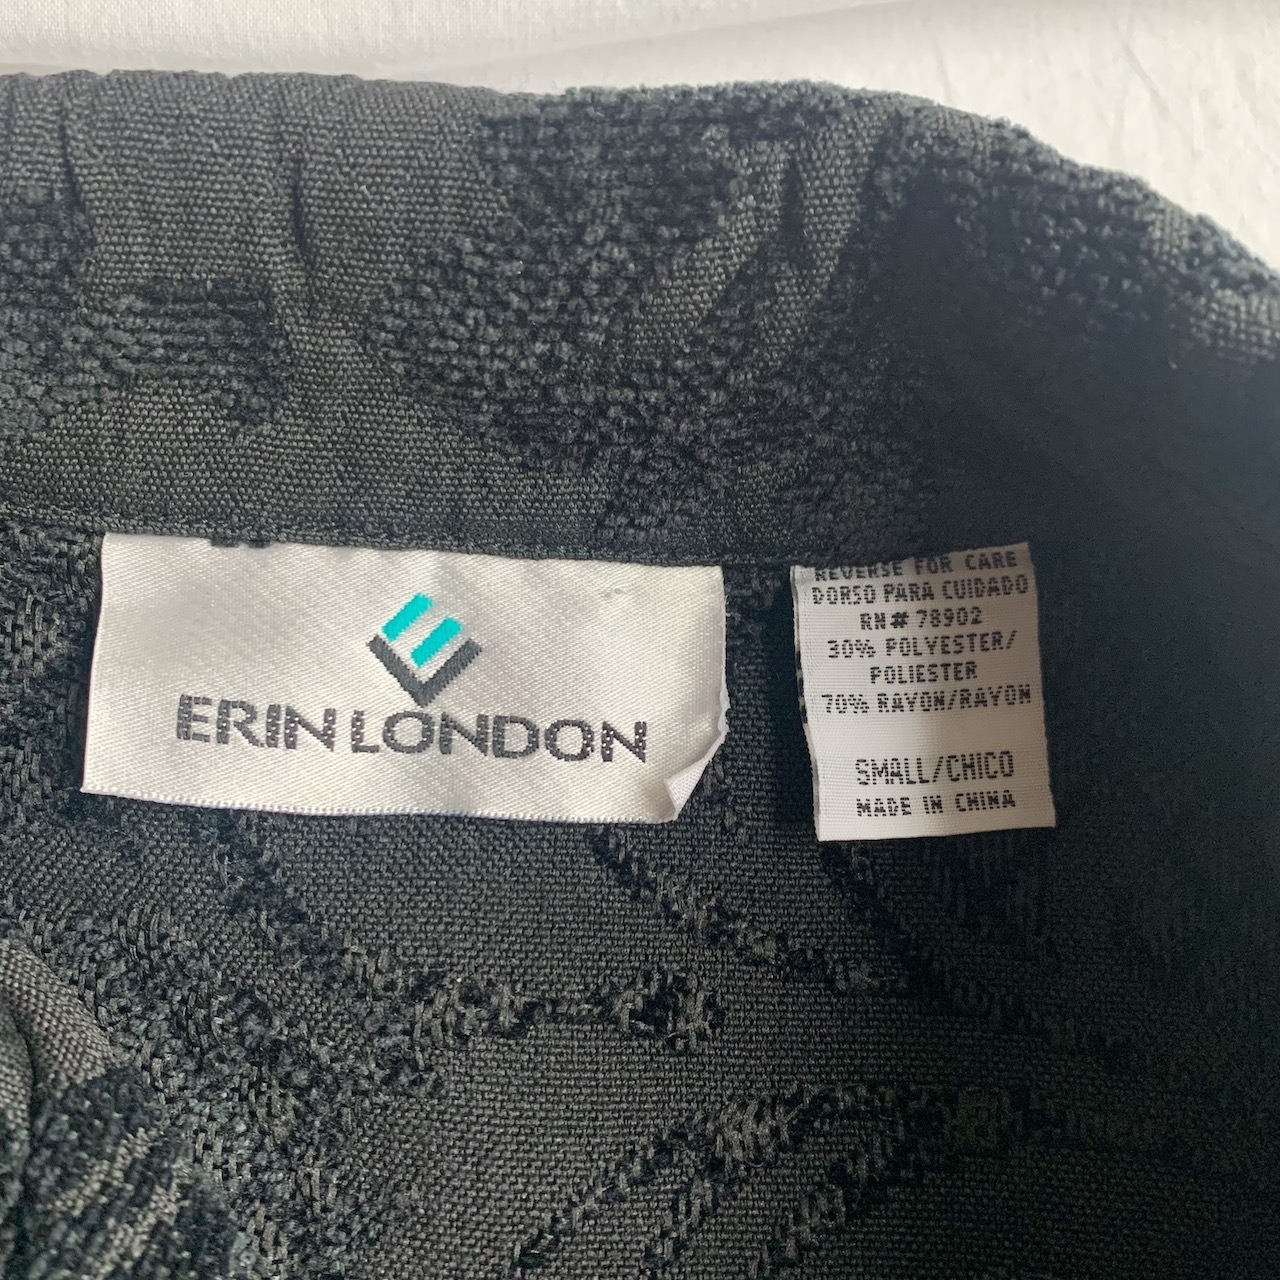 ERIN LONDON
REVERSE FOR CARE
DORSO PARA CUIDADO
RN# 78902
30% POLYESTER/
POLIESTER
70% RAYON/RAYON
SMALL/CHICO
MADE IN CHINA